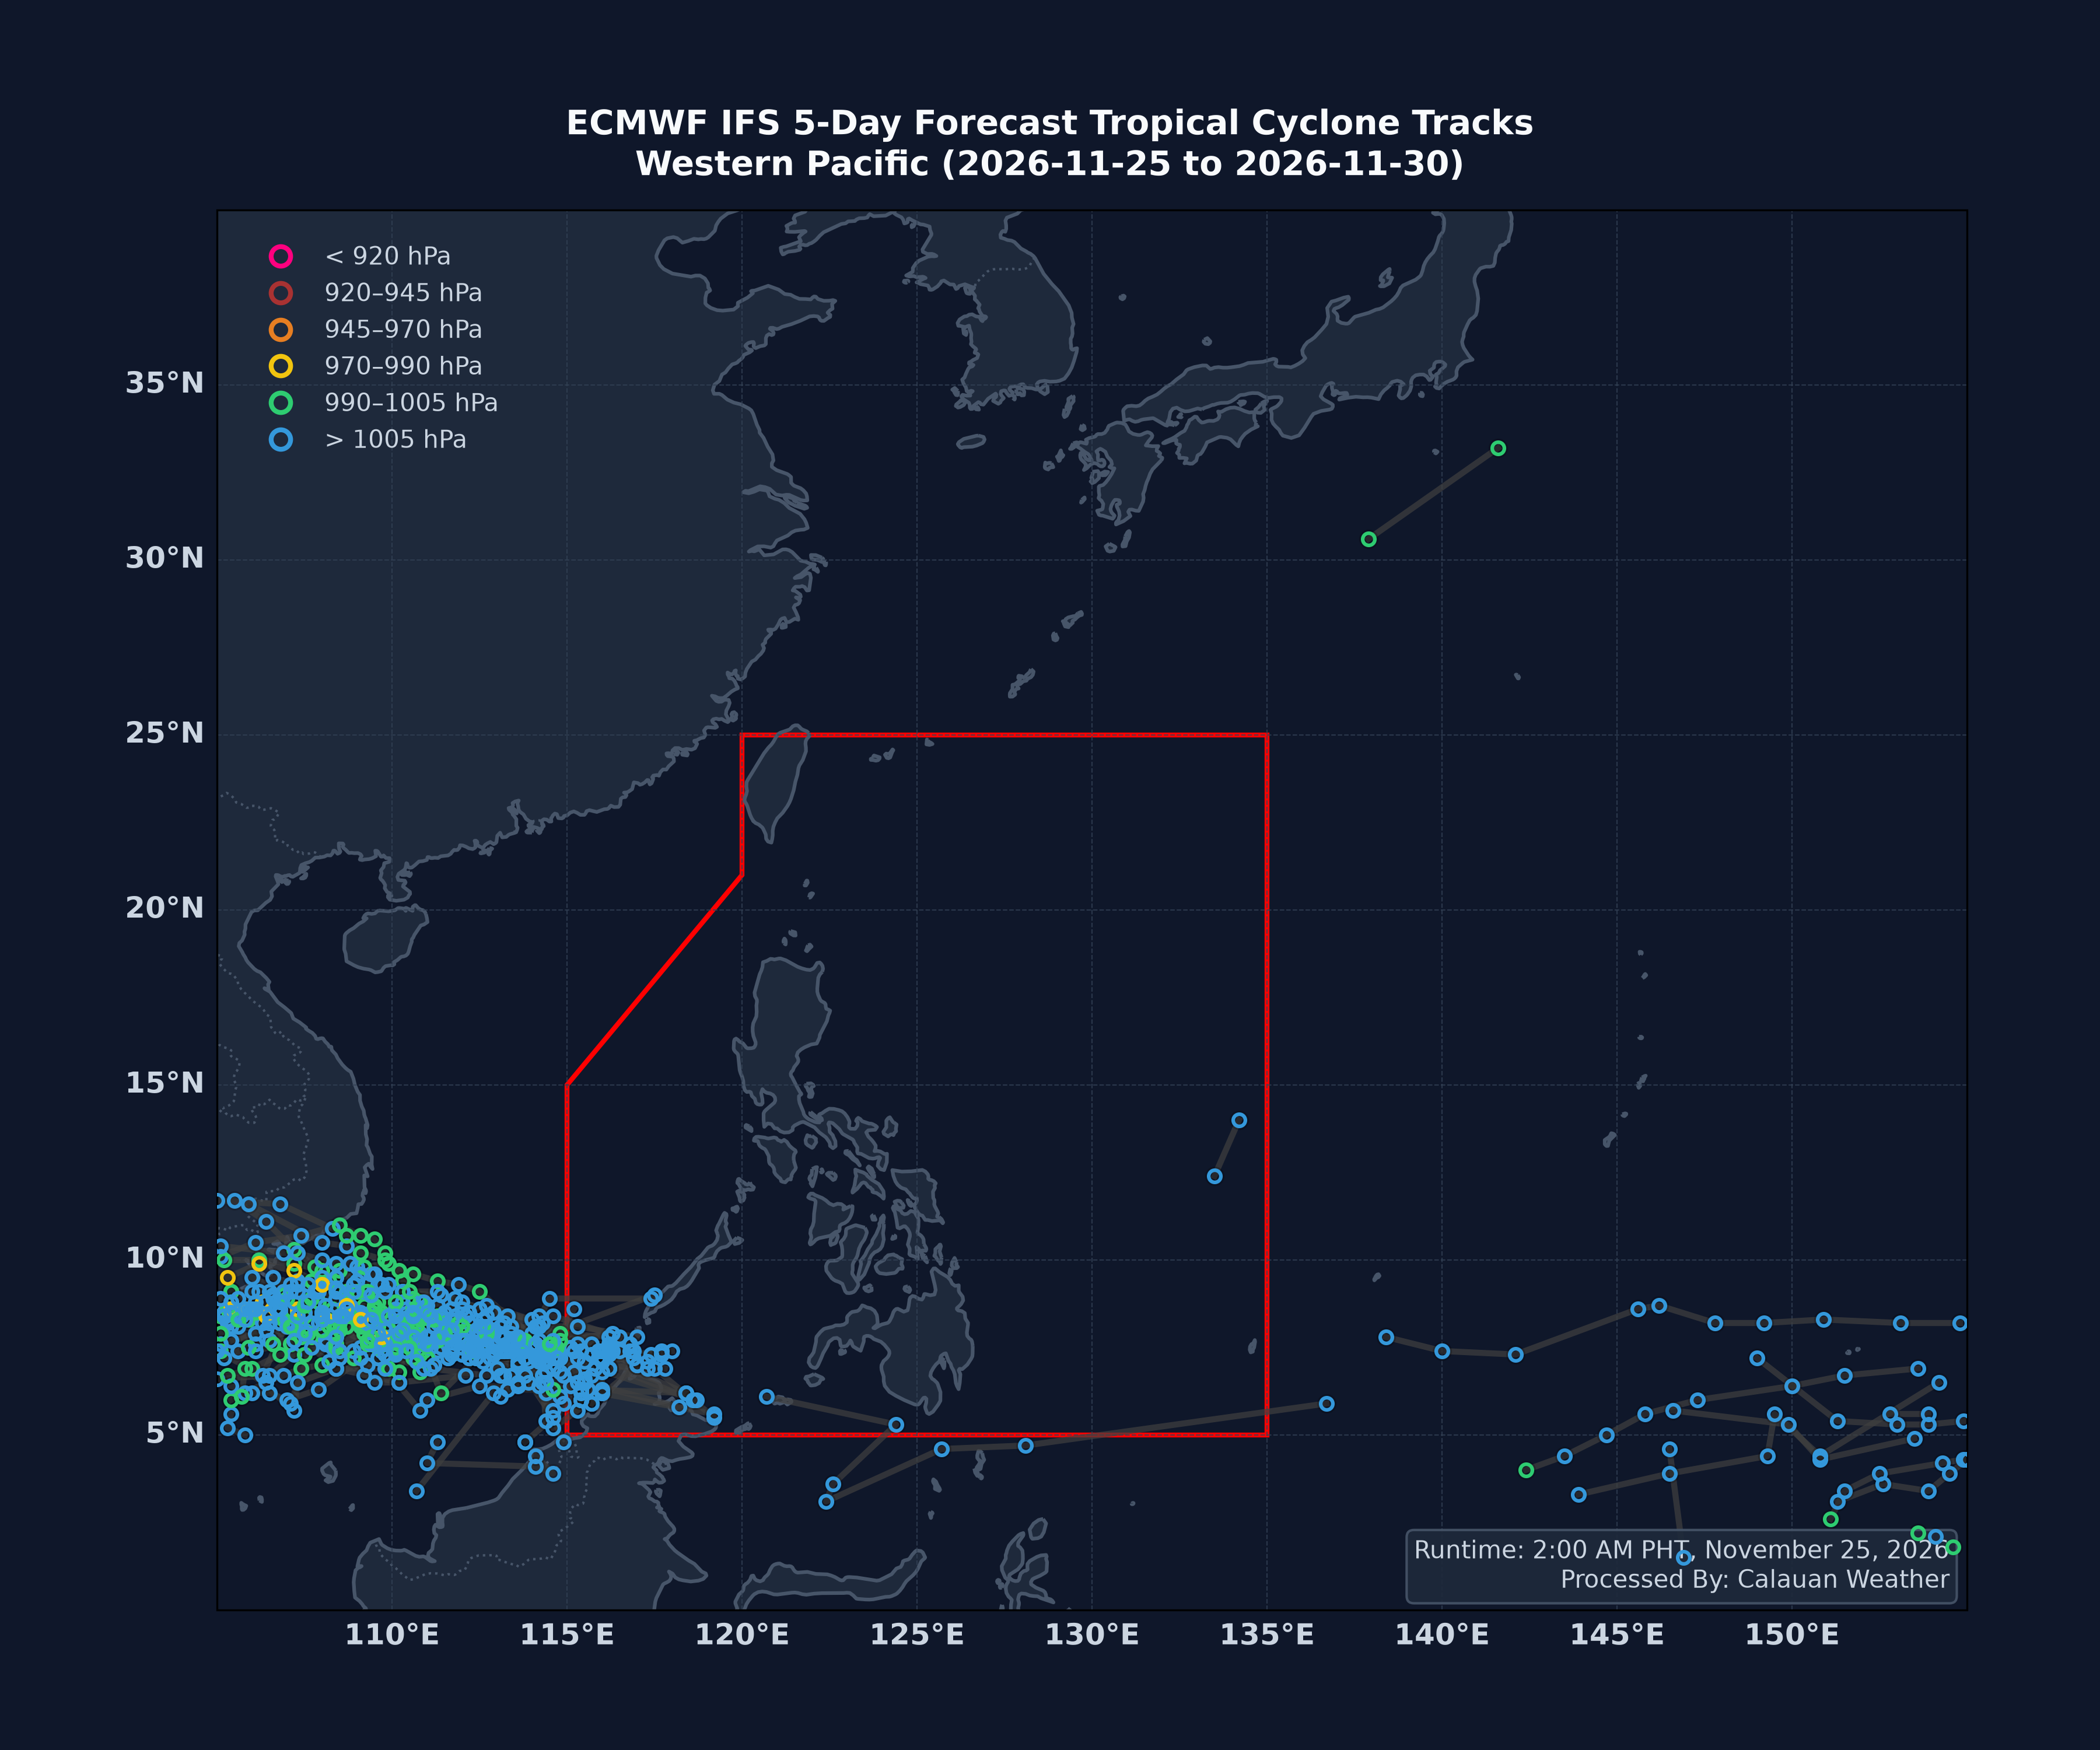 ECMWF IFS 5-Day Forecast Tropical Cyclone Tracks
Western Pacific (2026-11-25 to 2026-11-30)
< 920 hPa
920–945 hPa
945–970 hPa
970–990 hPa
990–1005 hPa
> 1005 hPa
35°N
30°N
25°N
20°N
15°N
10°N
5°N
Runtime: 2:00 AM PHT, November 25, 2026
Processed By: Calauan Weather
110°E 115°E 120°E 125°E 130°E 135°E 140°E 145°E 150°E